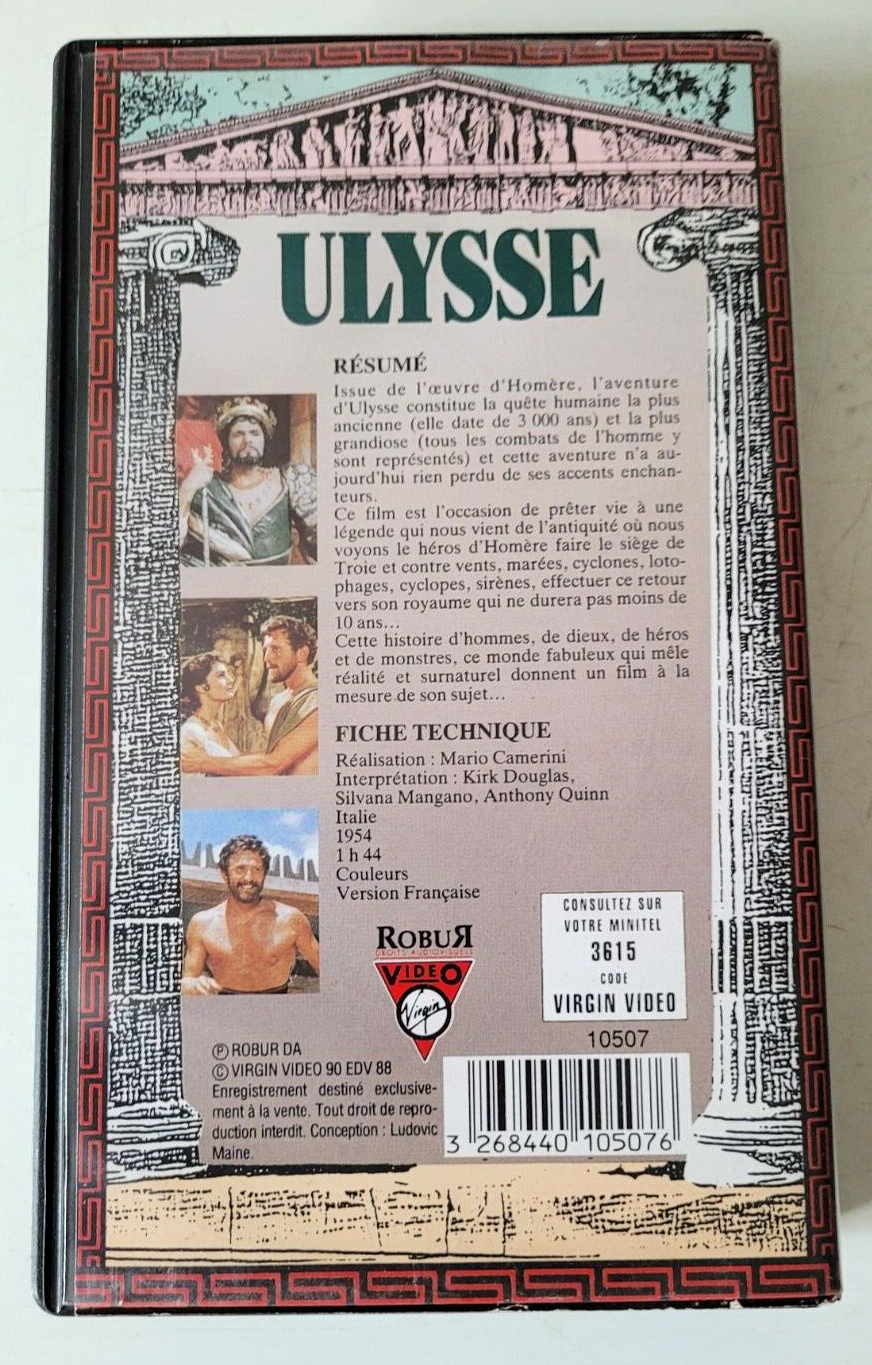 ULYSSE
RÉSUMÉ
Issue de l'œuvre d'Homère, l'aventure
d'Ulysse constitue la quête humaine la plus
ancienne (elle date de 3 000 ans) et la plus
grandiose (tous les combats de l'homme y
sont représentés) et cette aventure n'a au-
jourd'hui rien perdu de ses accents enchan-
teurs.
Ce film est l'occasion de prêter vie à une
légende qui nous vient de l'antiquité où nous
voyons le héros d'Homère faire le siège de
Troie et contre vents, marées, cyclones, loto-
phages, cyclopes, sirènes, effectuer ce retour
vers son royaume qui ne durera pas moins de
10 ans...
Cette histoire d'hommes, de dieux, de héros
et de monstres, ce monde fabuleux qui mêle
réalité et surnaturel donnent un film à la
mesure de son sujet...
FICHE TECHNIQUE
Réalisation : Mario Camerini
Interprétation : Kirk Douglas,
Silvana Mangano, Anthony Quinn
Italie
1954
1 h 44
Couleurs
Version Française
CONSULTEZ SUR
VOTRE MINITEL
3615
CODE
VIRGIN VIDEO
ROBUR
DROITS AUDIOVISUELS
VIDEO
Virgin
10507
Ⓟ ROBUR DA
© VIRGIN VIDEO 90 EDV 88
Enregistrement destiné exclusive-
ment à la vente. Tout droit de repro-
duction interdit. Conception : Ludovic
Maine.
3 268440 105076